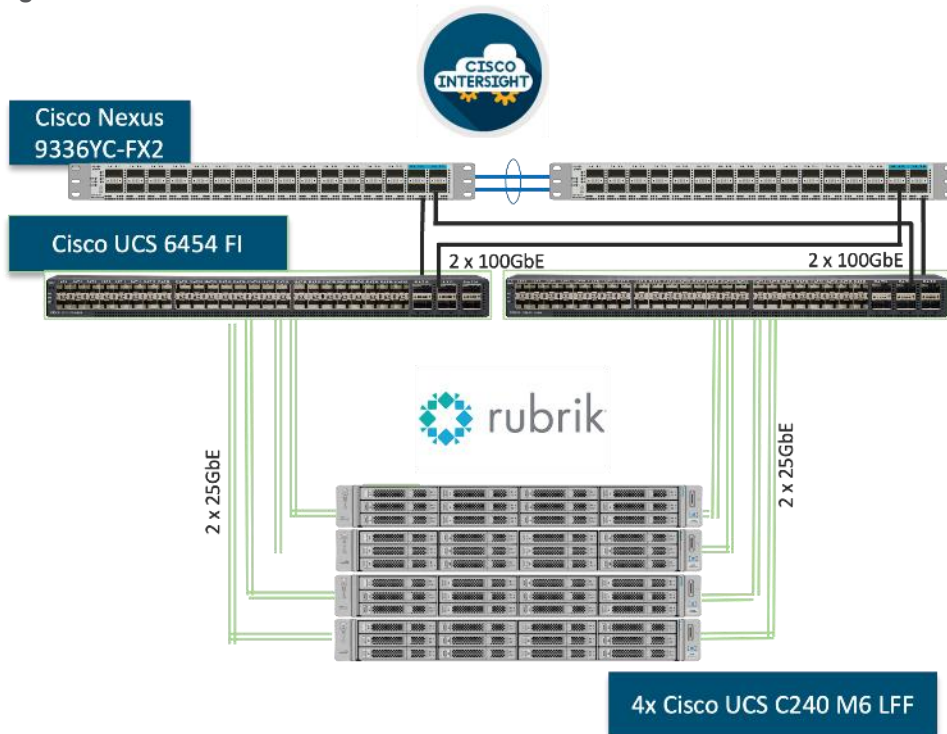 CISCO
INTERSIGHT
Cisco Nexus
9336YC-FX2
Cisco UCS 6454 FI
2 x 100GbE
2 x 100GbE
rubrik
2 x 25GbE
2 x 25GbE
4x Cisco UCS C240 M6 LFF